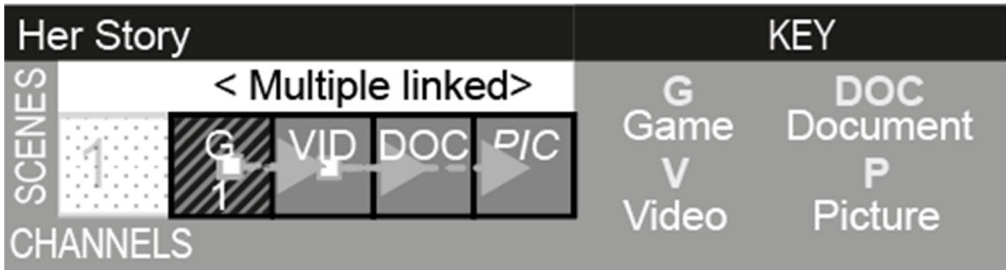 Her Story
KEY
SCENES
< Multiple linked>
1
G
1
VID
DOC
PIC
CHANNELS
G
Game
DOC
Document
V
Video
P
Picture